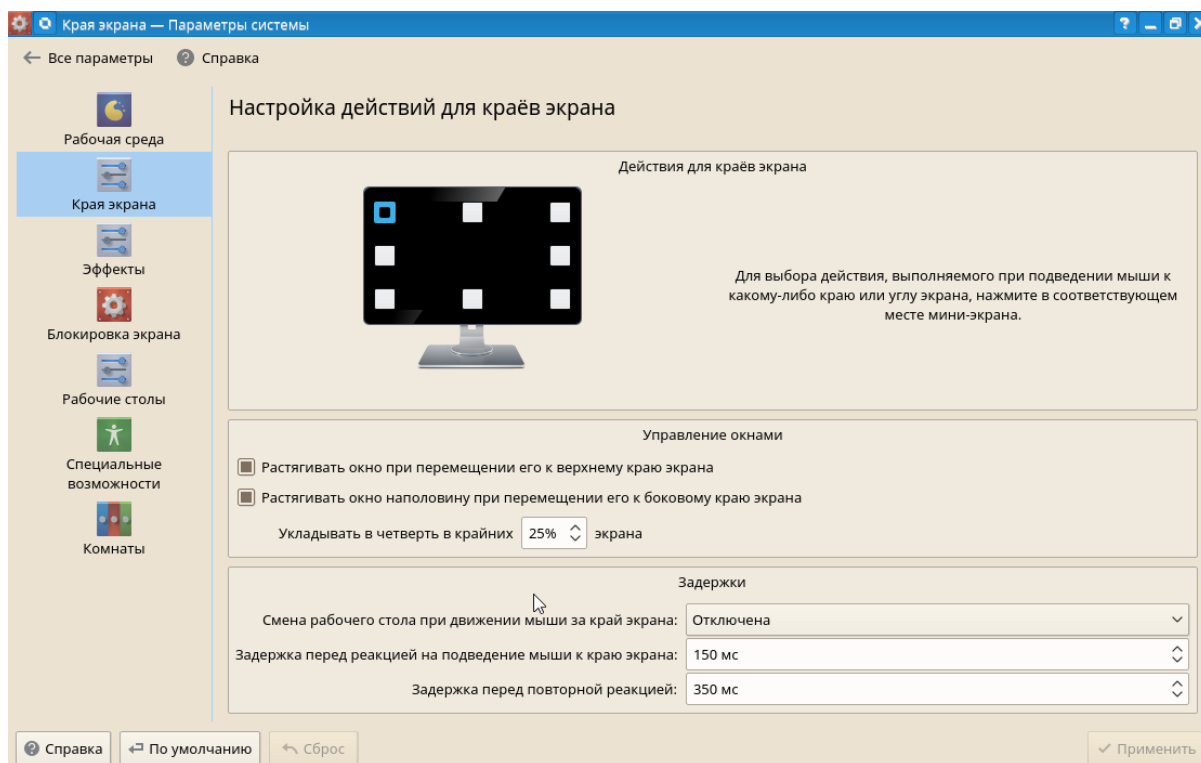 Края экрана — Параметры системы
Все параметры
Справка
Рабочая среда
Края экрана
Эффекты
Блокировка экрана
Рабочие столы
Специальные
возможности
Комнаты
Настройка действий для краёв экрана
Действия для краёв экрана
Для выбора действия, выполняемого при подведении мыши к
какому-либо краю или углу экрана, нажмите в соответствующем
месте мини-экрана.
Управление окнами
Растягивать окно при перемещении его к верхнему краю экрана
Растягивать окно наполовину при перемещении его к боковому краю экрана
Укладывать в четверть в крайних 25% экрана
Задержки
Смена рабочего стола при движении мыши за край экрана: Отключена
Задержка перед реакцией на подведение мыши к краю экрана: 150 мс
Задержка перед повторной реакцией: 350 мс
Справка
По умолчанию
Сброс
Применить